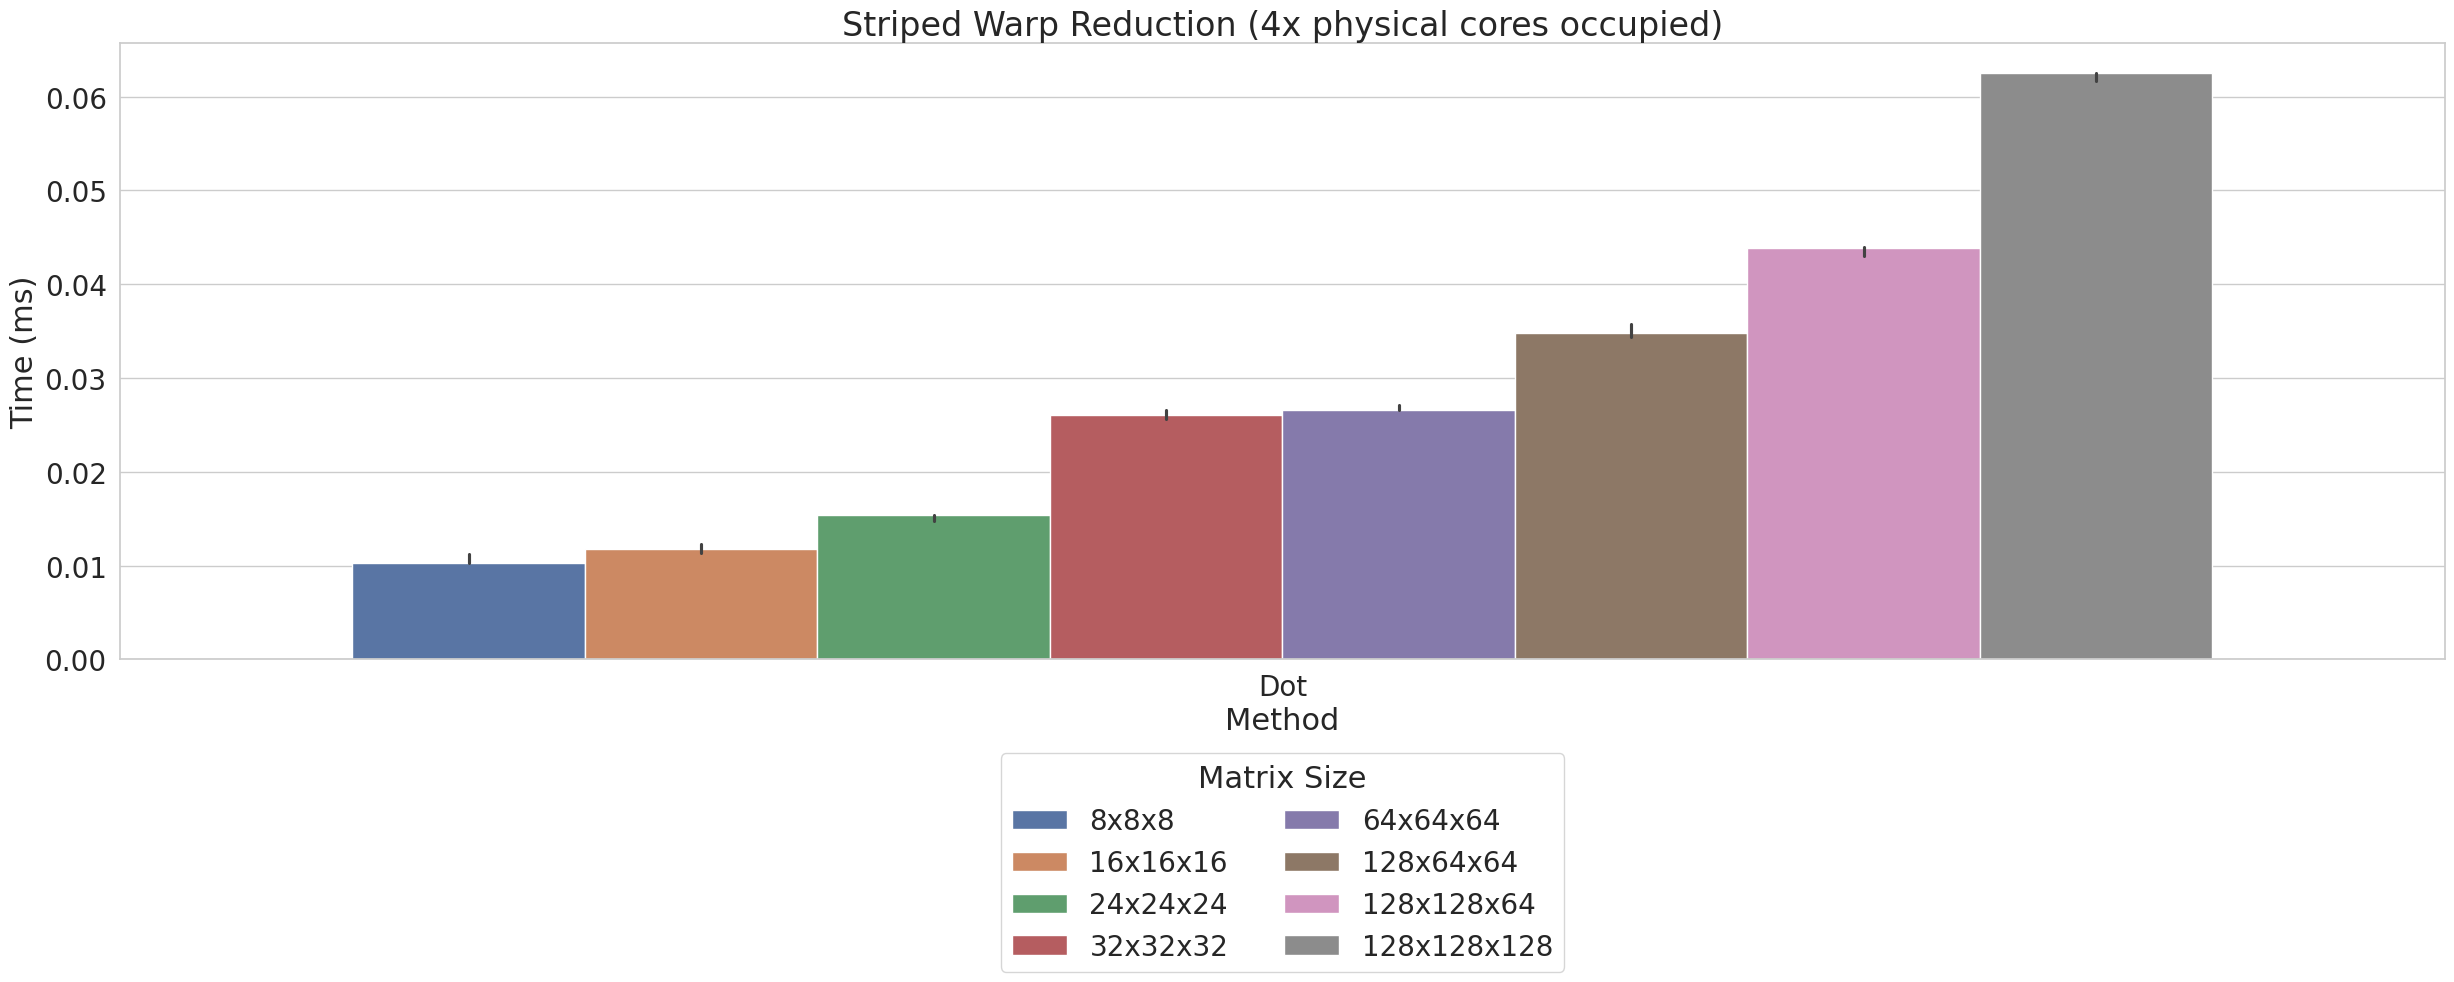 Striped Warp Reduction (4x physical cores occupied)
Time (ms)
0.06
0.05
0.04
0.03
0.02
0.01
0.00
Dot
Method
Matrix Size
8x8x8
16x16x16
24x24x24
32x32x32
64x64x64
128x64x64
128x128x64
128x128x128